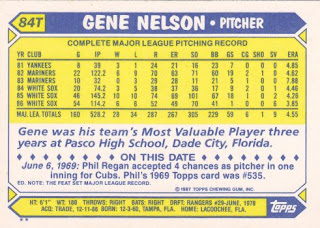 84T GENE NELSON • PITCHER
COMPLETE MAJOR LEAGUE PITCHING RECORD
YR CLUB G IP W L R ER SO BB GS CG SHO SV ERA
81 YANKEES 8 39 3 1 24 21 16 23 7 0 0 0 4.85
82 MARINERS 22 122.2 6 9 70 63 71 60 19 2 1 0 4.62
83 MARINERS 10 32 0 3 29 28 11 21 5 1 0 0 7.88
84 WHITE SOX 20 74.2 3 5 38 37 36 17 9 2 0 1 4.46
85 WHITE SOX 46 145.2 10 10 74 69 101 67 18 1 0 2 4.26
86 WHITE SOX 54 114.2 6 6 52 49 70 41 1 0 0 6 3.85
MAJ. LEA. TOTALS 160 528.2 28 34 287 267 305 229 59 6 1 9 4.55
Gene was his team's Most Valuable Player three
years at Pasco High School, Dade City, Florida.
ON THIS DATE
June 6, 1969: Phil Regan accepted 4 chances as pitcher in one
inning for Cubs. Phil's 1969 Topps card was #535.
ED. NOTE: THE FEAT SET MAJOR LEAGUE RECORD.
** © 1987 TOPPS CHEWING GUM, INC.
HT: 6'1" WT: 180 THROWS: RIGHT BATS: RIGHT DRFT: RANGERS #29-JUNE, 1978
ACQ: TRADE, 12-11-86 BORN: 12-3-60, TAMPA, FLA. HOME: LACOOCHEE, FLA.
Topps